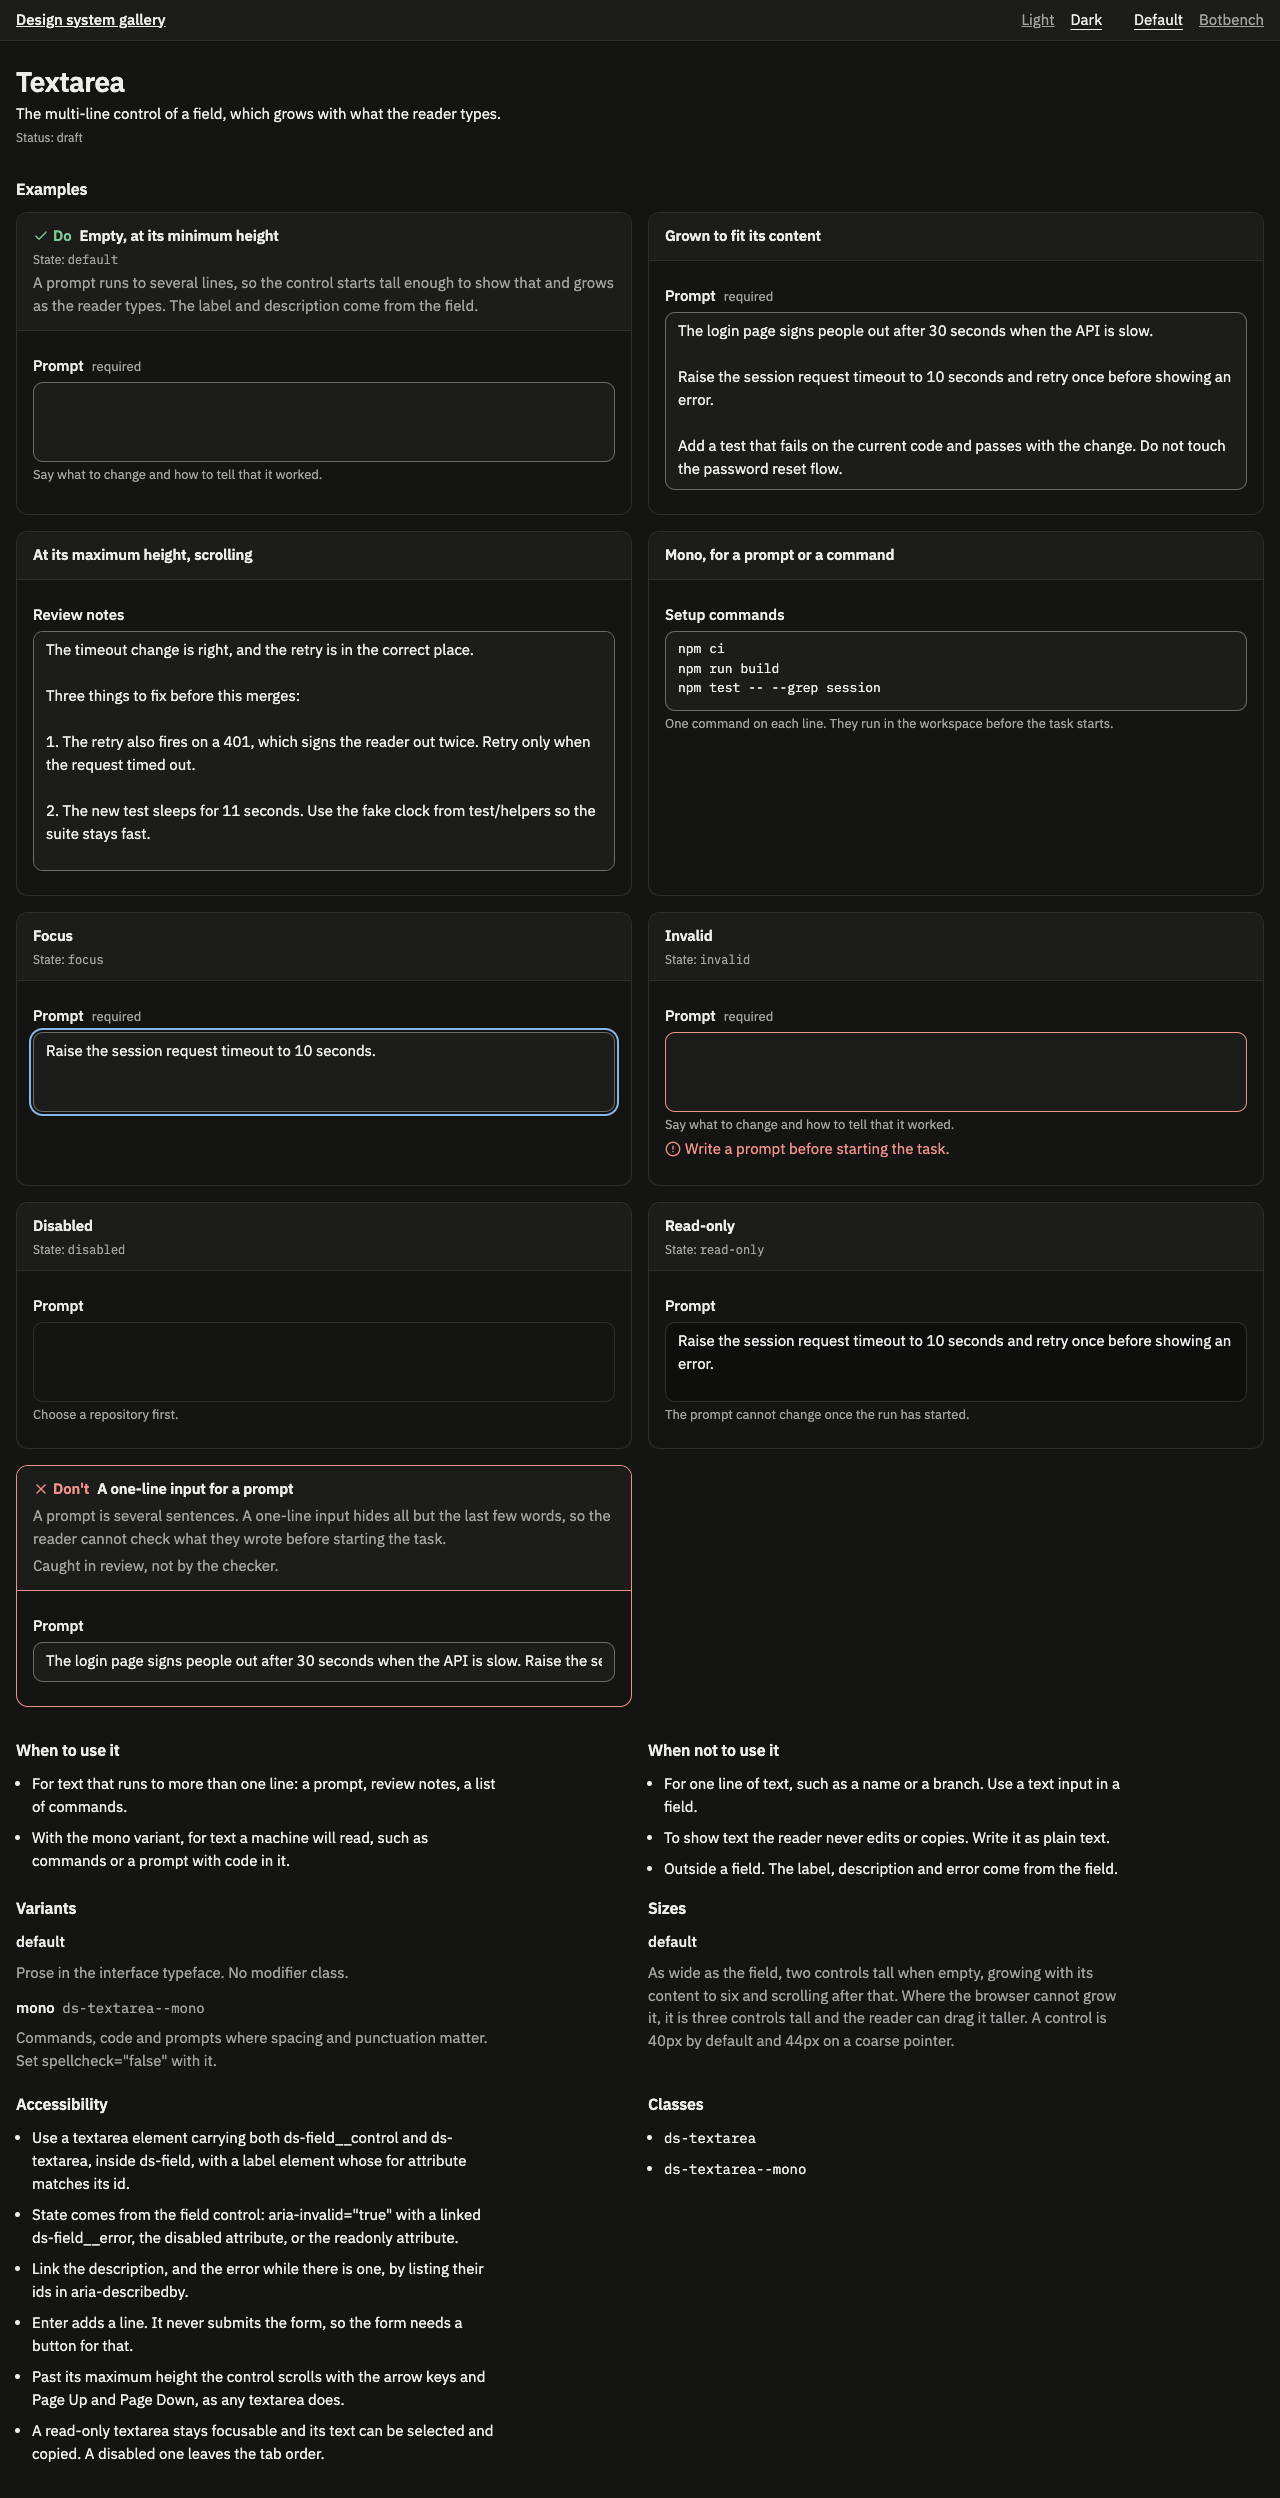 Design system gallery
Light Dark Default Botbench
Textarea
The multi-line control of a field, which grows with what the reader types.
Status: draft
Examples
Do Empty, at its minimum height
State: default
A prompt runs to several lines, so the control starts tall enough to show that and grows
as the reader types. The label and description come from the field.
Prompt required
Say what to change and how to tell that it worked.
Grown to fit its content
Prompt required
The login page signs people out after 30 seconds when the API is slow.
Raise the session request timeout to 10 seconds and retry once before showing an
error.
Add a test that fails on the current code and passes with the change. Do not touch
the password reset flow.
At its maximum height, scrolling
Review notes
The timeout change is right, and the retry is in the correct place.
Three things to fix before this merges:
1. The retry also fires on a 401, which signs the reader out twice. Retry only when
the request timed out.
2. The new test sleeps for 11 seconds. Use the fake clock from test/helpers so the
suite stays fast.
Mono, for a prompt or a command
Setup commands
npm ci
npm run build
npm test -- --grep session
One command on each line. They run in the workspace before the task starts.
Focus
State: focus
Prompt required
Raise the session request timeout to 10 seconds.
Invalid
State: invalid
Prompt required
Say what to change and how to tell that it worked.
Write a prompt before starting the task.
Disabled
State: disabled
Prompt
Choose a repository first.
Read-only
State: read-only
Prompt
Raise the session request timeout to 10 seconds and retry once before showing an
error.
The prompt cannot change once the run has started.
Don't A one-line input for a prompt
A prompt is several sentences. A one-line input hides all but the last few words, so the
reader cannot check what they wrote before starting the task.
Caught in review, not by the checker.
Prompt
The login page signs people out after 30 seconds when the API is slow. Raise the se
When to use it
• For text that runs to more than one line: a prompt, review notes, a list
of commands.
• With the mono variant, for text a machine will read, such as
commands or a prompt with code in it.
When not to use it
• For one line of text, such as a name or a branch. Use a text input in a
field.
• To show text the reader never edits or copies. Write it as plain text.
• Outside a field. The label, description and error come from the field.
Variants
default
Prose in the interface typeface. No modifier class.
mono ds-textarea--mono
Commands, code and prompts where spacing and punctuation matter.
Set spellcheck="false" with it.
Sizes
default
As wide as the field, two controls tall when empty, growing with its
content to six and scrolling after that. Where the browser cannot grow
it, it is three controls tall and the reader can drag it taller. A control is
40px by default and 44px on a coarse pointer.
Accessibility
• Use a textarea element carrying both ds-field__control and ds-
textarea, inside ds-field, with a label element whose for attribute
matches its id.
• State comes from the field control: aria-invalid="true" with a linked
ds-field__error, the disabled attribute, or the readonly attribute.
• Link the description, and the error while there is one, by listing their
ids in aria-describedby.
• Enter adds a line. It never submits the form, so the form needs a
button for that.
• Past its maximum height the control scrolls with the arrow keys and
Page Up and Page Down, as any textarea does.
• A read-only textarea stays focusable and its text can be selected and
copied. A disabled one leaves the tab order.
Classes
• ds-textarea
• ds-textarea--mono